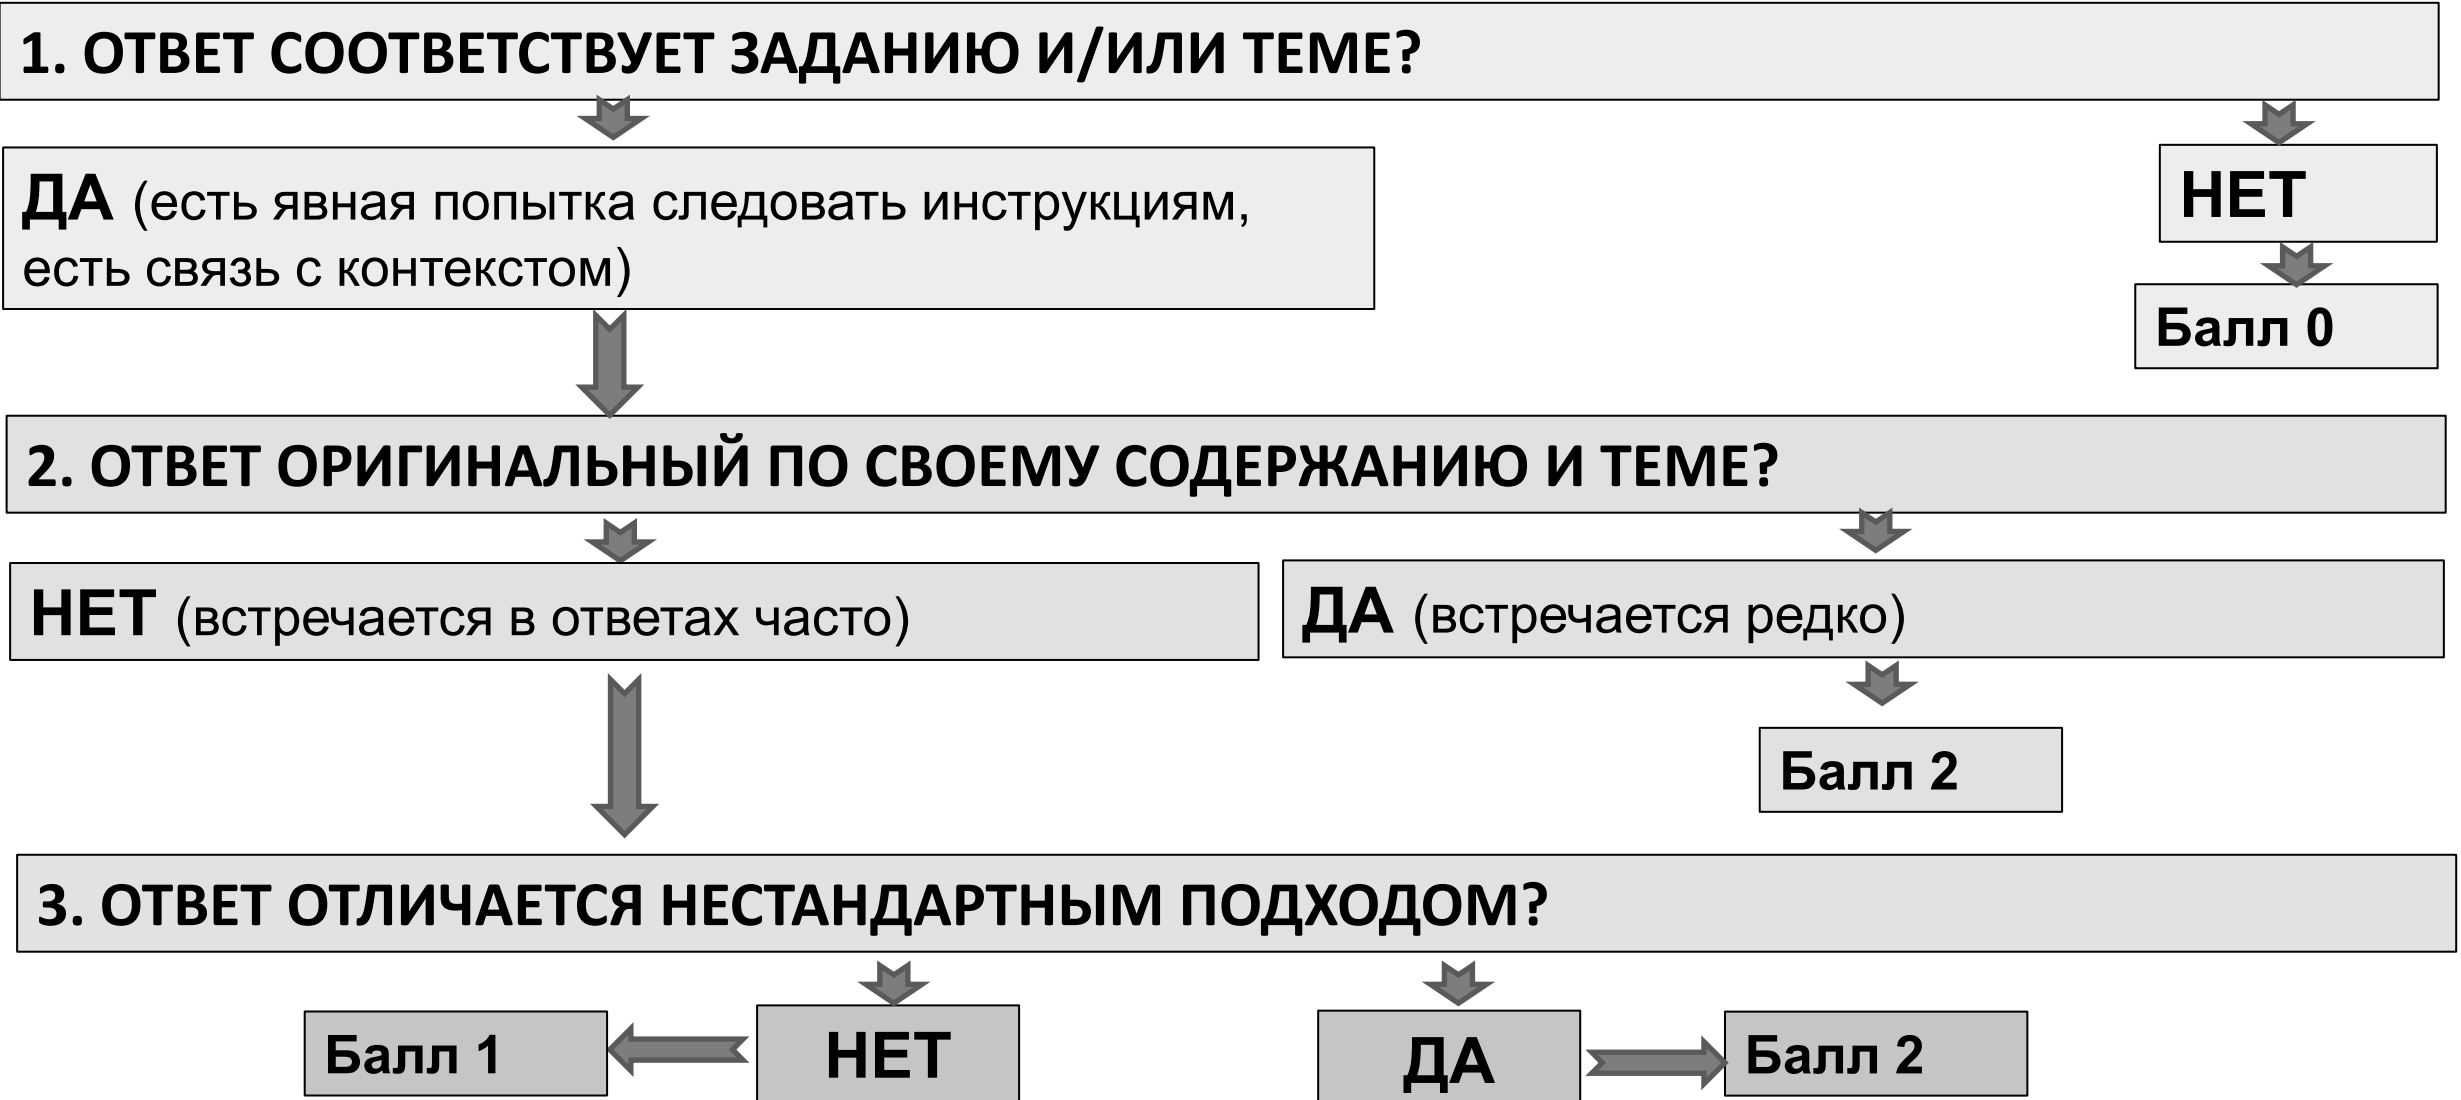 1. ОТВЕТ СООТВЕТСТВУЕТ ЗАДАНИЮ И/ИЛИ ТЕМЕ?
ДА (есть явная попытка следовать инструкциям,
есть связь с контекстом)
НЕТ
Балл 0
2. ОТВЕТ ОРИГИНАЛЬНЫЙ ПО СВОЕМУ СОДЕРЖАНИЮ И ТЕМЕ?
НЕТ (встречается в ответах часто)
ДА (встречается редко)
Балл 2
3. ОТВЕТ ОТЛИЧАЕТСЯ НЕСТАНДАРТНЫМ ПОДХОДОМ?
Балл 1
НЕТ
ДА
Балл 2